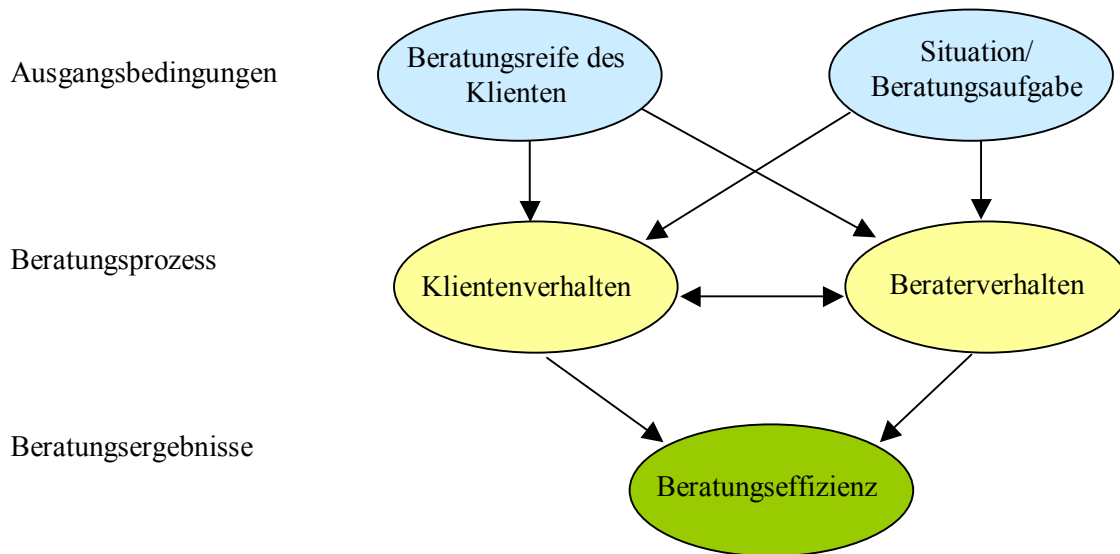 Ausgangsbedingungen
Beratungsreife des
Klienten
Situation/
Beratungsaufgabe
Beratungsprozess
Klientenverhalten
Beraterverhalten
Beratungsergebnisse
Beratungseffizienz